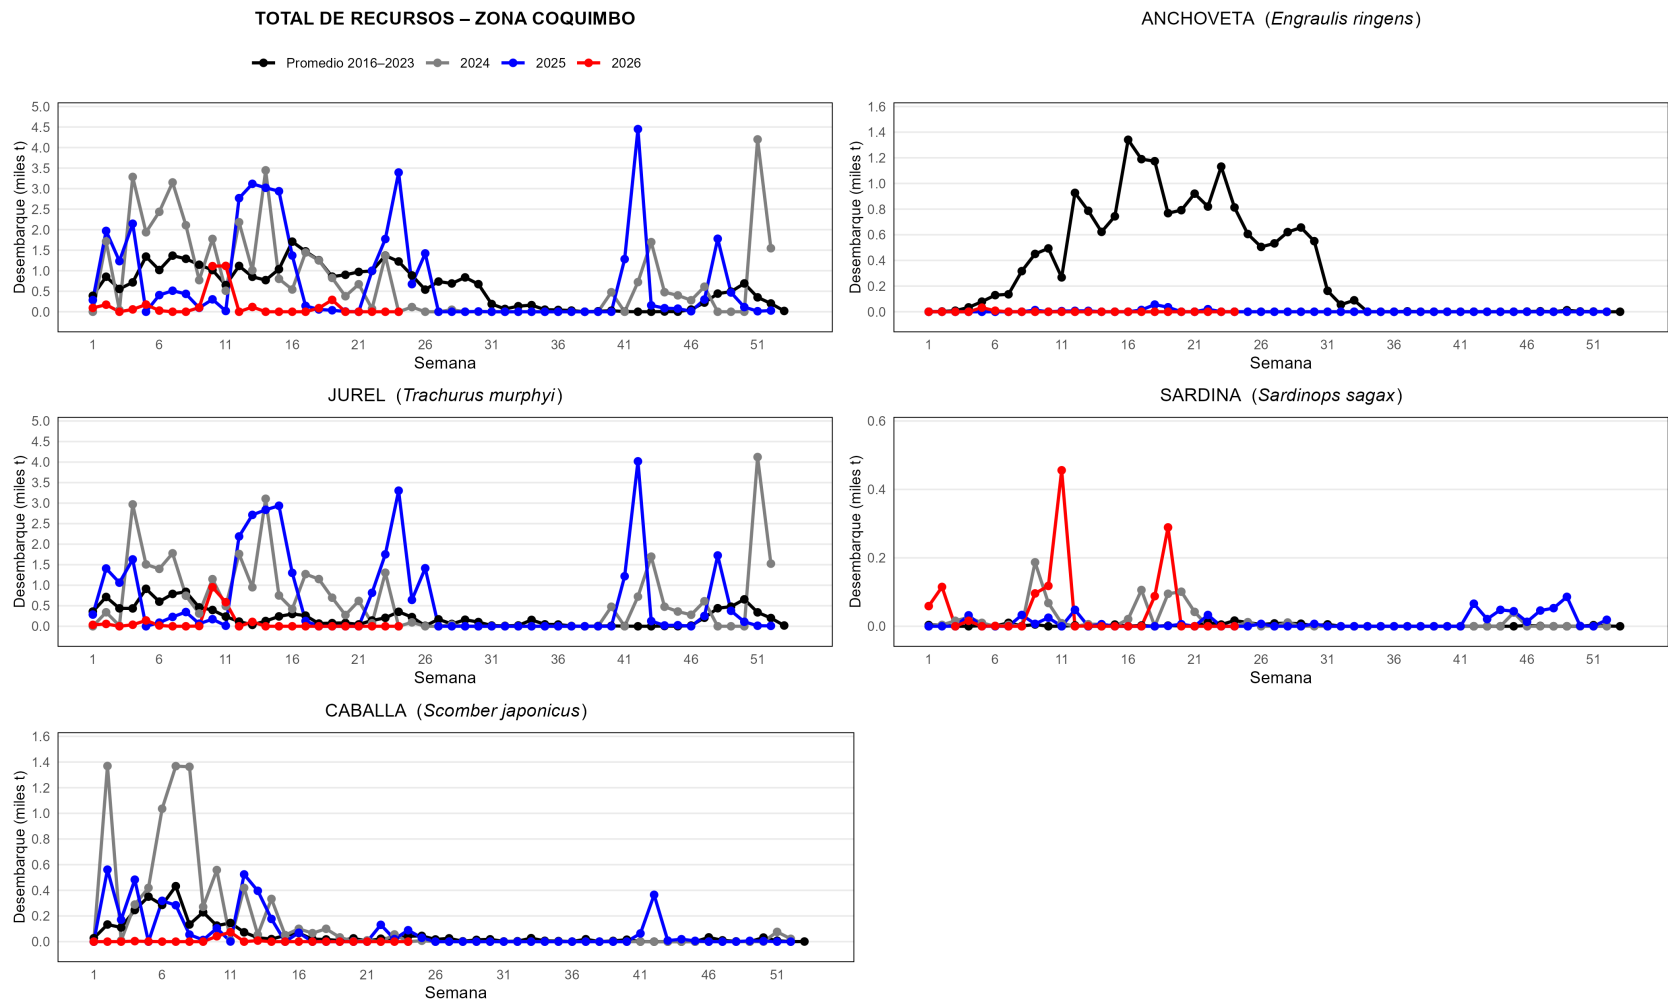 TOTAL DE RECURSOS – ZONA COQUIMBO
Promedio 2016–2023 2024 2025 2026
Desembarque (miles t)
5.0
4.5
4.0
3.5
3.0
2.5
2.0
1.5
1.0
0.5
0.0
1 6 11 16 21 26 31 36 41 46 51
Semana
ANCHOVETA (Engraulis ringens)
Desembarque (miles t)
1.6
1.4
1.2
1.0
0.8
0.6
0.4
0.2
0.0
1 6 11 16 21 26 31 36 41 46 51
Semana
JUREL (Trachurus murphyi)
Desembarque (miles t)
5.0
4.5
4.0
3.5
3.0
2.5
2.0
1.5
1.0
0.5
0.0
1 6 11 16 21 26 31 36 41 46 51
Semana
SARDINA (Sardinops sagax)
Desembarque (miles t)
0.6
0.4
0.2
0.0
1 6 11 16 21 26 31 36 41 46 51
Semana
CABALLA (Scomber japonicus)
Desembarque (miles t)
1.6
1.4
1.2
1.0
0.8
0.6
0.4
0.2
0.0
1 6 11 16 21 26 31 36 41 46 51
Semana